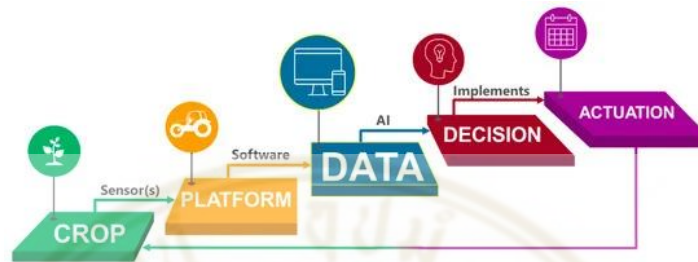 CROP
Sensor(s)
PLATFORM
Software
DATA
AI
DECISION
Implements
ACTUATION